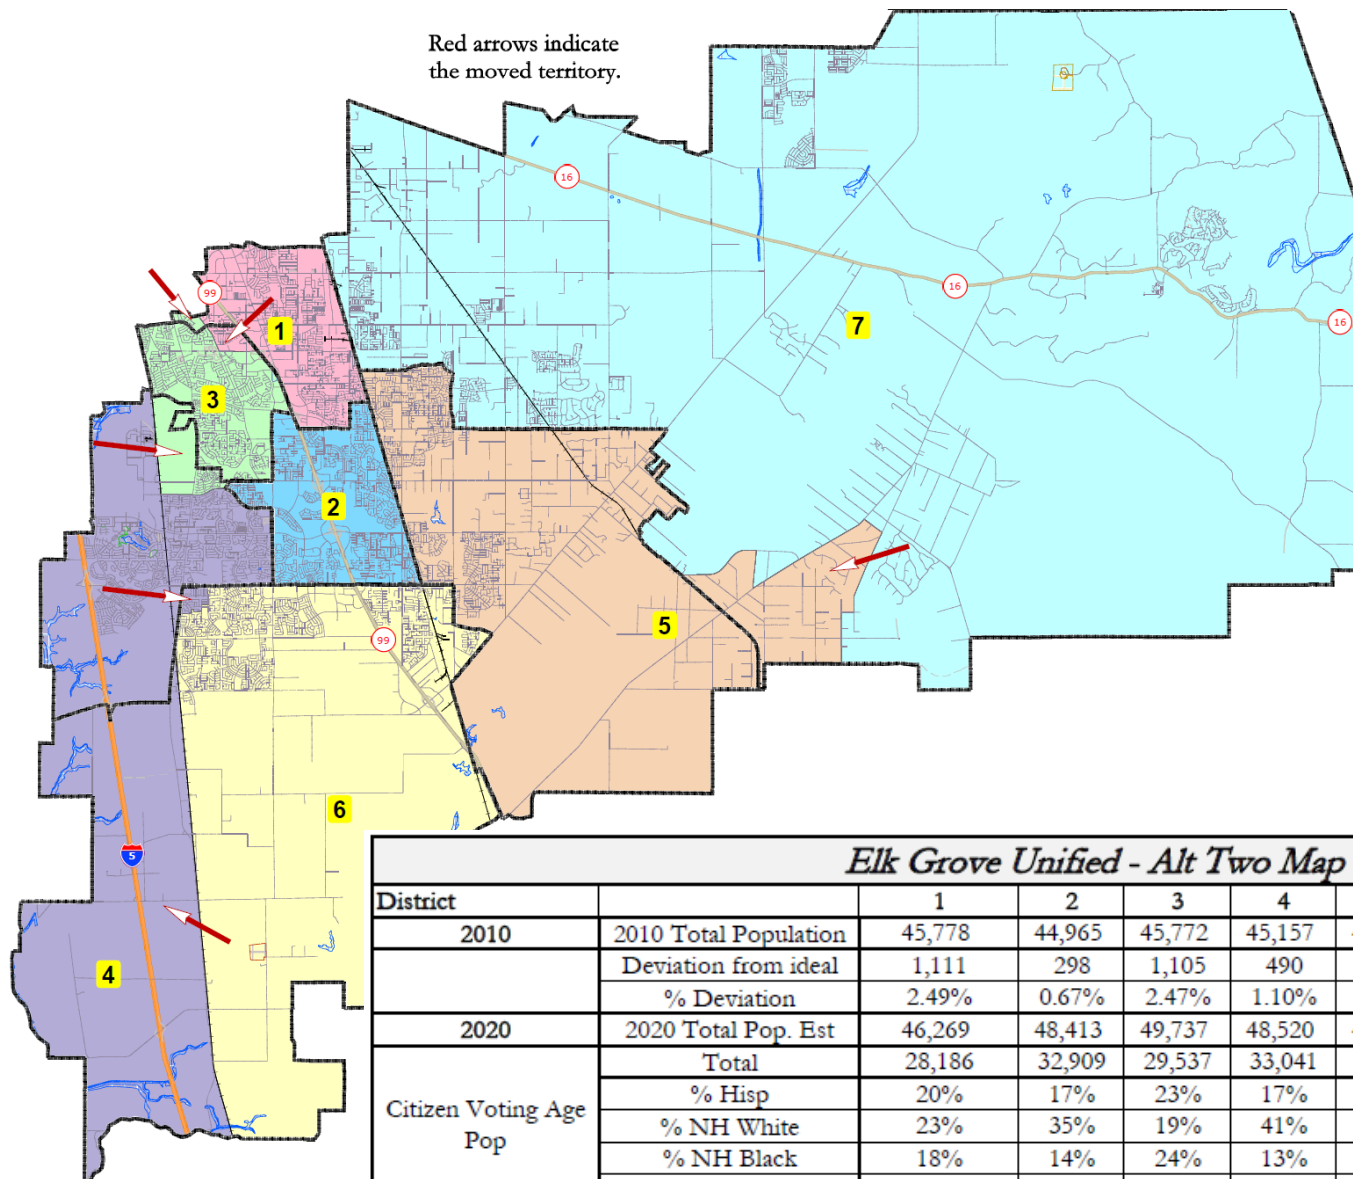 Red arrows indicate
the moved territory.
16
16
16
99
1
7
3
2
5
99
6
5
4
Elk Grove Unified - Alt Two Map
District 1 2 3 4
2010 2010 Total Population 45,778 44,965 45,772 45,157
Deviation from ideal 1,111 298 1,105 490
% Deviation 2.49% 0.67% 2.47% 1.10%
2020 2020 Total Pop. Est 46,269 48,413 49,737 48,520
Citizen Voting Age
Pop
Total 28,186 32,909 29,537 33,041
% Hisp 20% 17% 23% 17%
% NH White 23% 35% 19% 41%
% NH Black 18% 14% 24% 13%